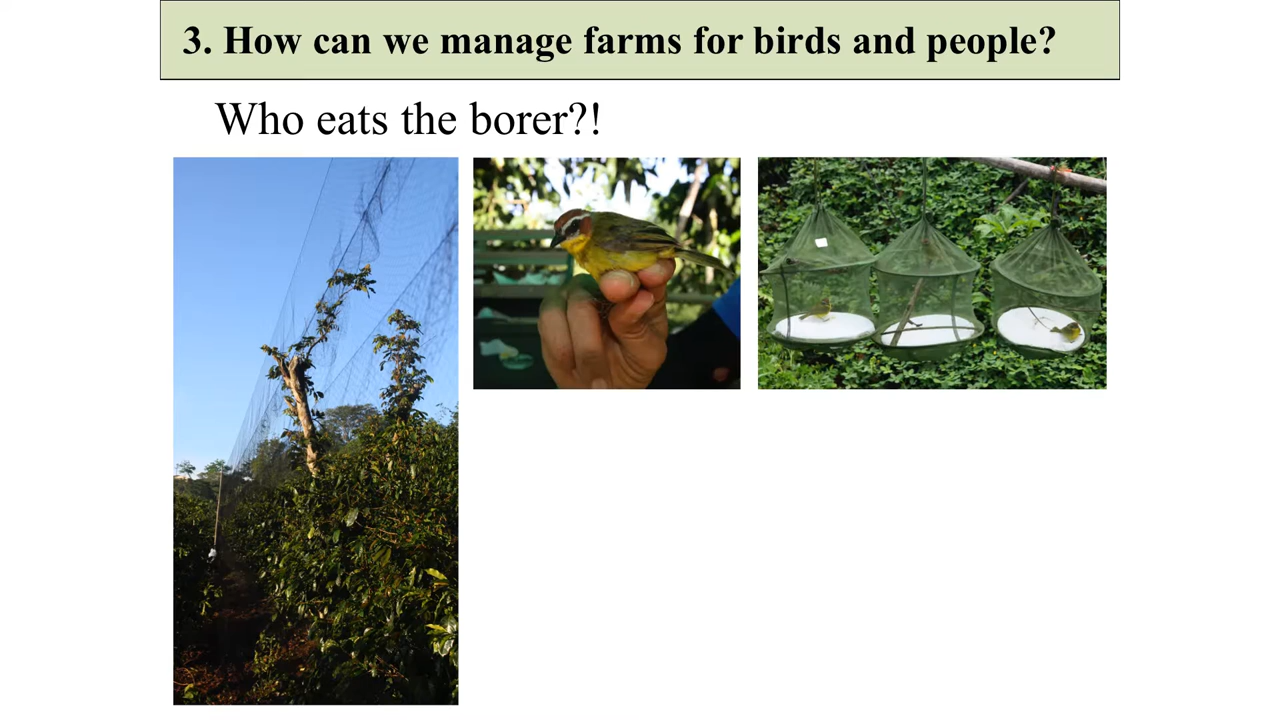 3. How can we manage farms for birds and people?
Who eats the borer?!